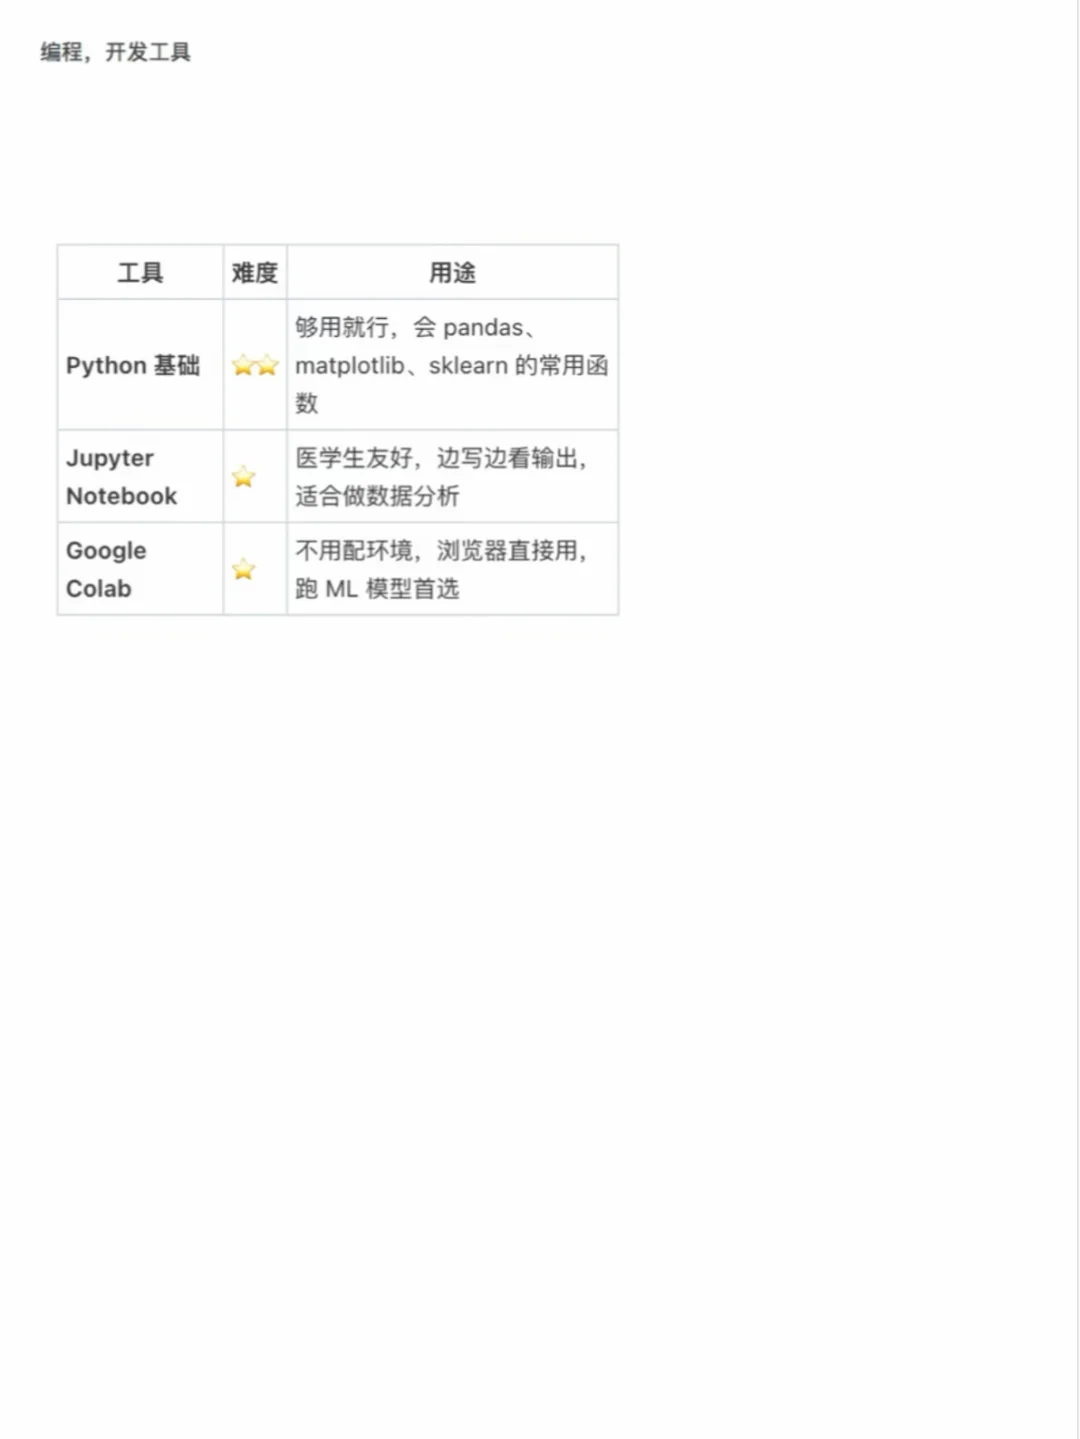 编程，开发工具
工具 难度 用途
Python 基础 ⭐⭐ 够用就行，会 pandas、
matplotlib、sklearn 的常用函
数
Jupyter
Notebook ⭐ 医学生友好，边写边看输出，
适合做数据分析
Google
Colab ⭐ 不用配环境，浏览器直接用，
跑 ML 模型首选